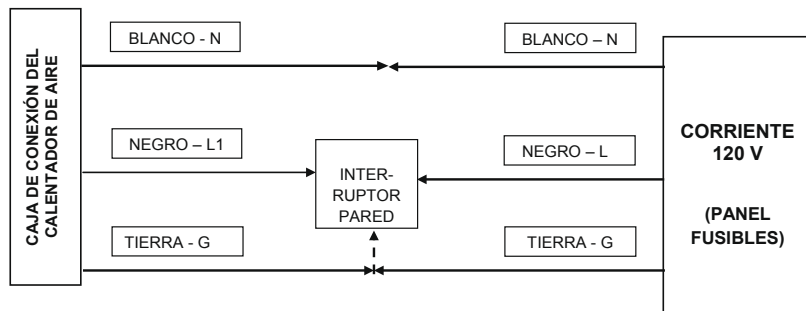 CAJA DE CONEXIÓN DEL
CALENTADOR DE AIRE
BLANCO - N
BLANCO – N
NEGRO – L1
INTER-
RUPTOR
PARED
NEGRO – L
TIERRA - G
TIERRA - G
CORRIENTE
120 V
(PANEL
FUSIBLES)